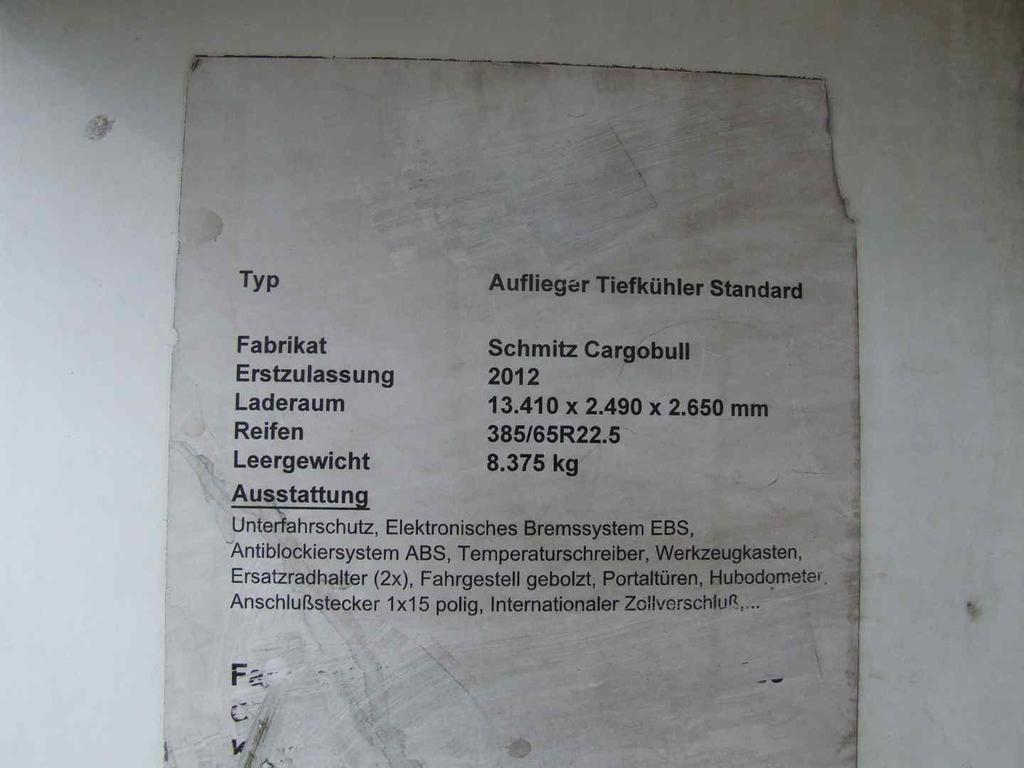 Typ Auflieger Tiefkühler Standard
Fabrikat Schmitz Cargobull
Erstzulassung 2012
Laderaum 13.410 x 2.490 x 2.650 mm
Reifen 385/65R22.5
Leergewicht 8.375 kg
Ausstattung
Unterfahrschutz, Elektronisches Bremssystem EBS,
Antiblockiersystem ABS, Temperaturschreiber, Werkzeugkasten,
Ersatzradhalter (2x), Fahrgestell gebolzt, Portaltüren, Hubodometer,
Anschlußstecker 1x15 polig, Internationaler Zollverschluß,...